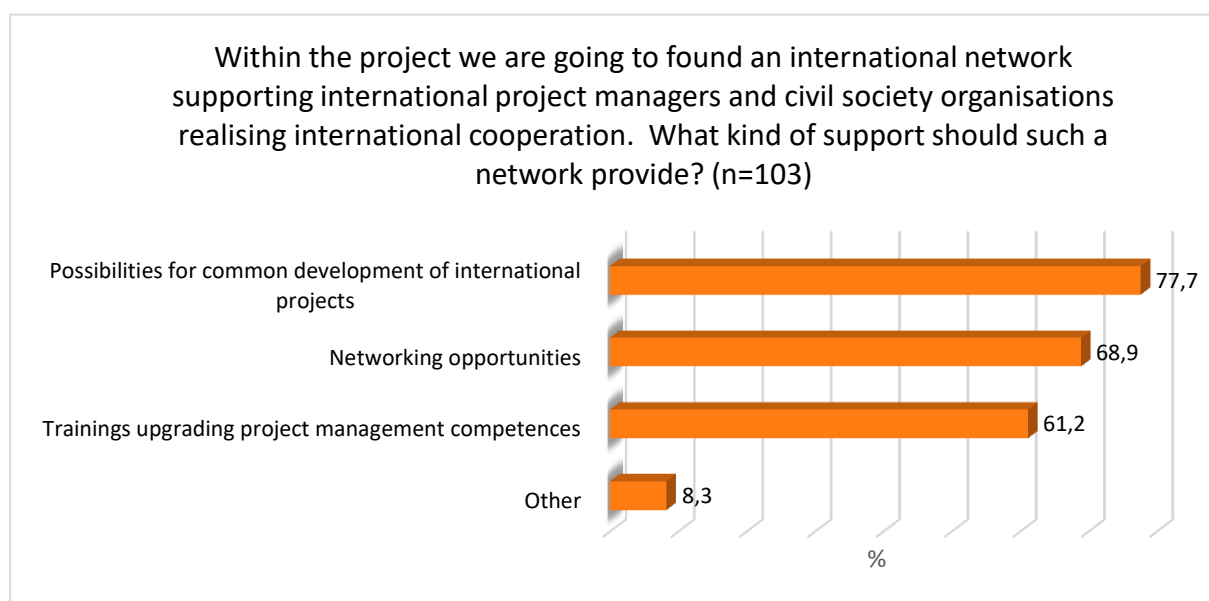 Within the project we are going to found an international network
supporting international project managers and civil society organisations
realising international cooperation.  What kind of support should such a
network provide? (n=103)
Possibilities for common development of international
projects
77,7
Networking opportunities
68,9
Trainings upgrading project management competences
61,2
Other
8,3
%